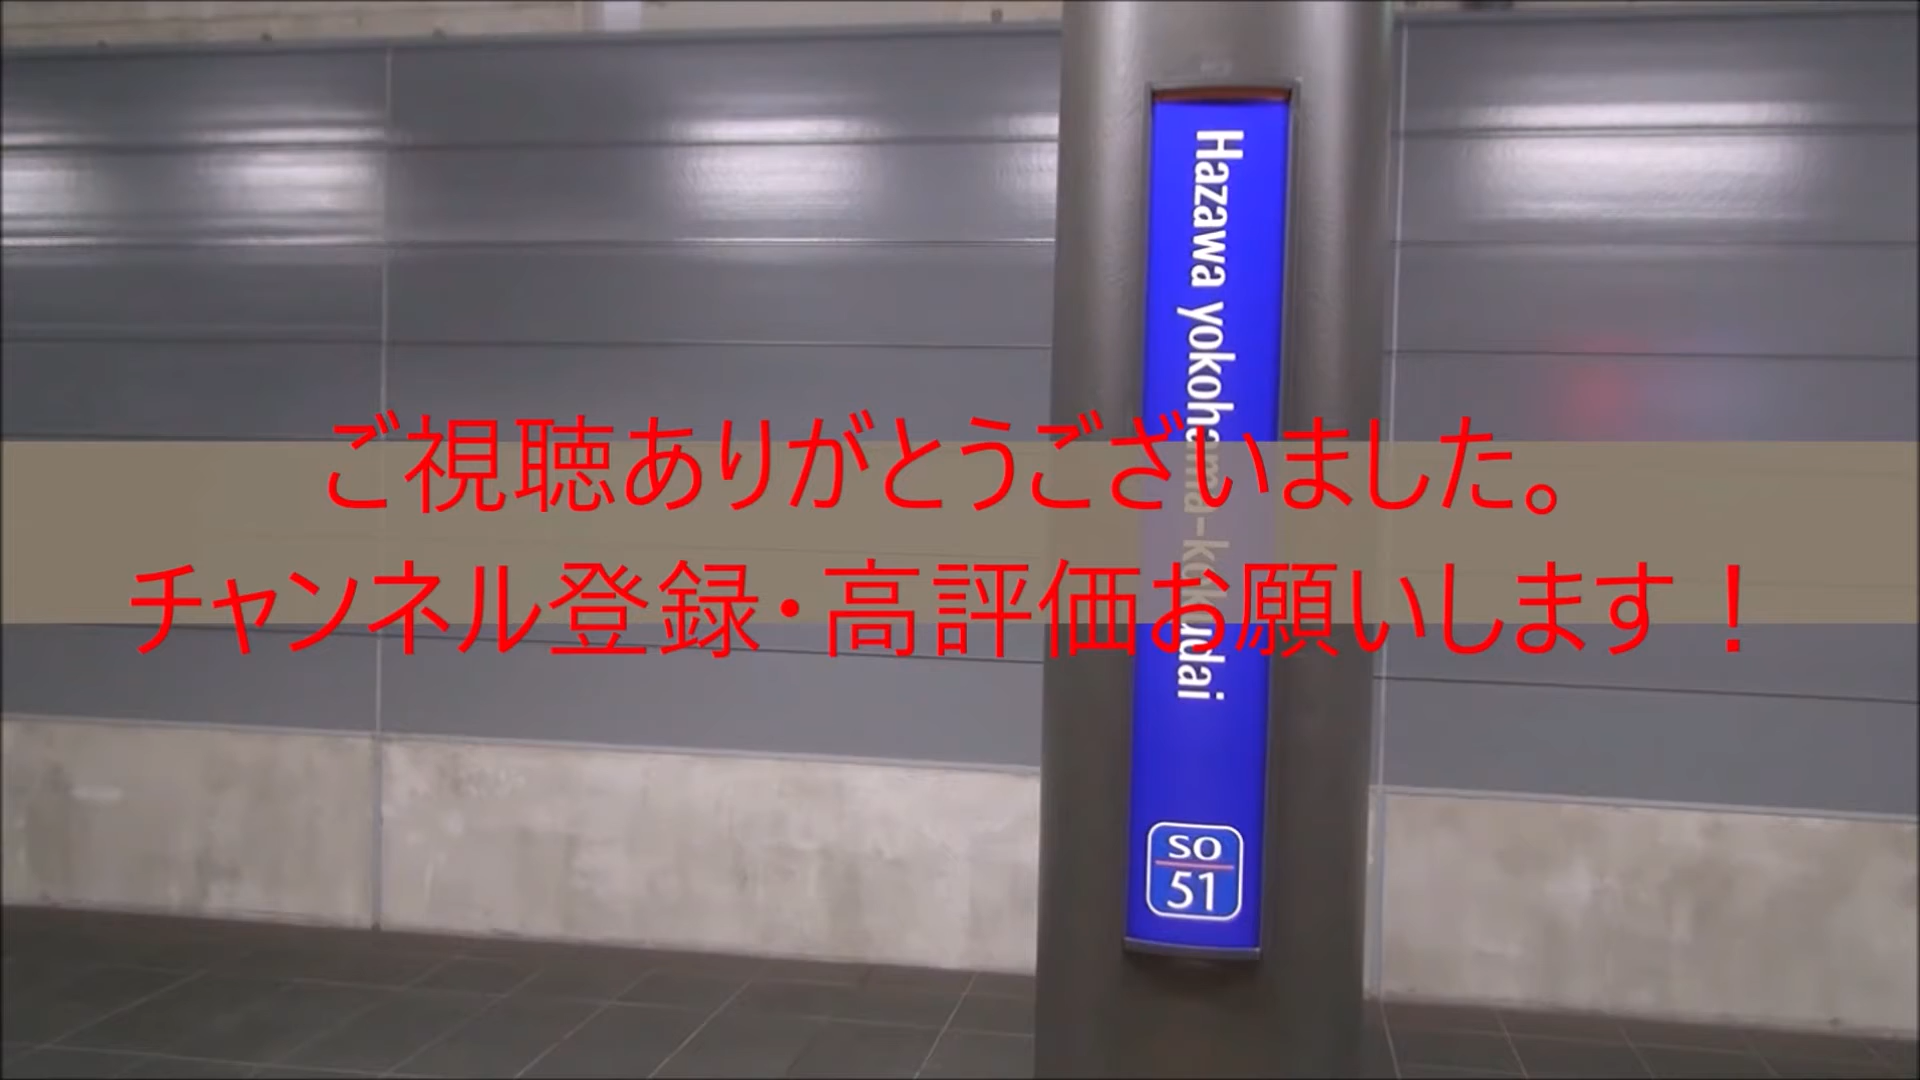 ご視聴ありがとうございました。
チャンネル登録・高評価お願いします！
Hazawa yokohama-kokudai
SO
51